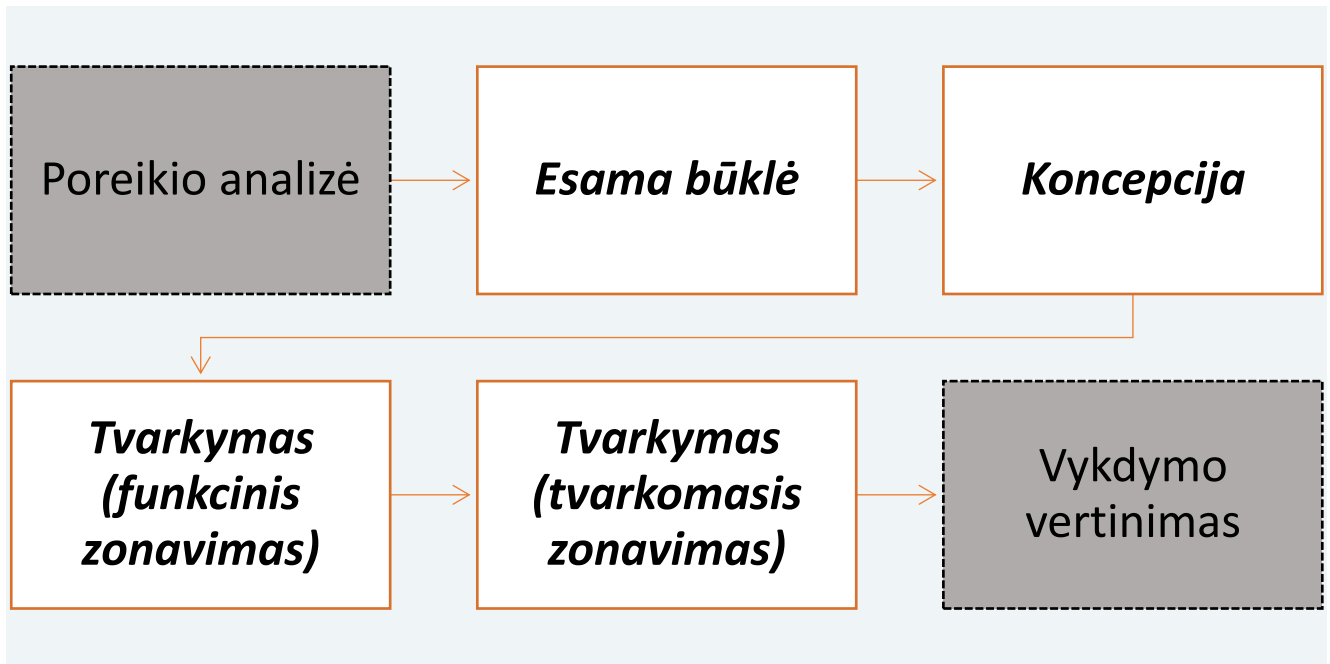 Poreikio analizė
Esama būklė
Koncepcija
Tvarkymas
(funkcinis
zonavimas)
Tvarkymas
(tvarkomasis
zonavimas)
Vykdymo
vertinimas